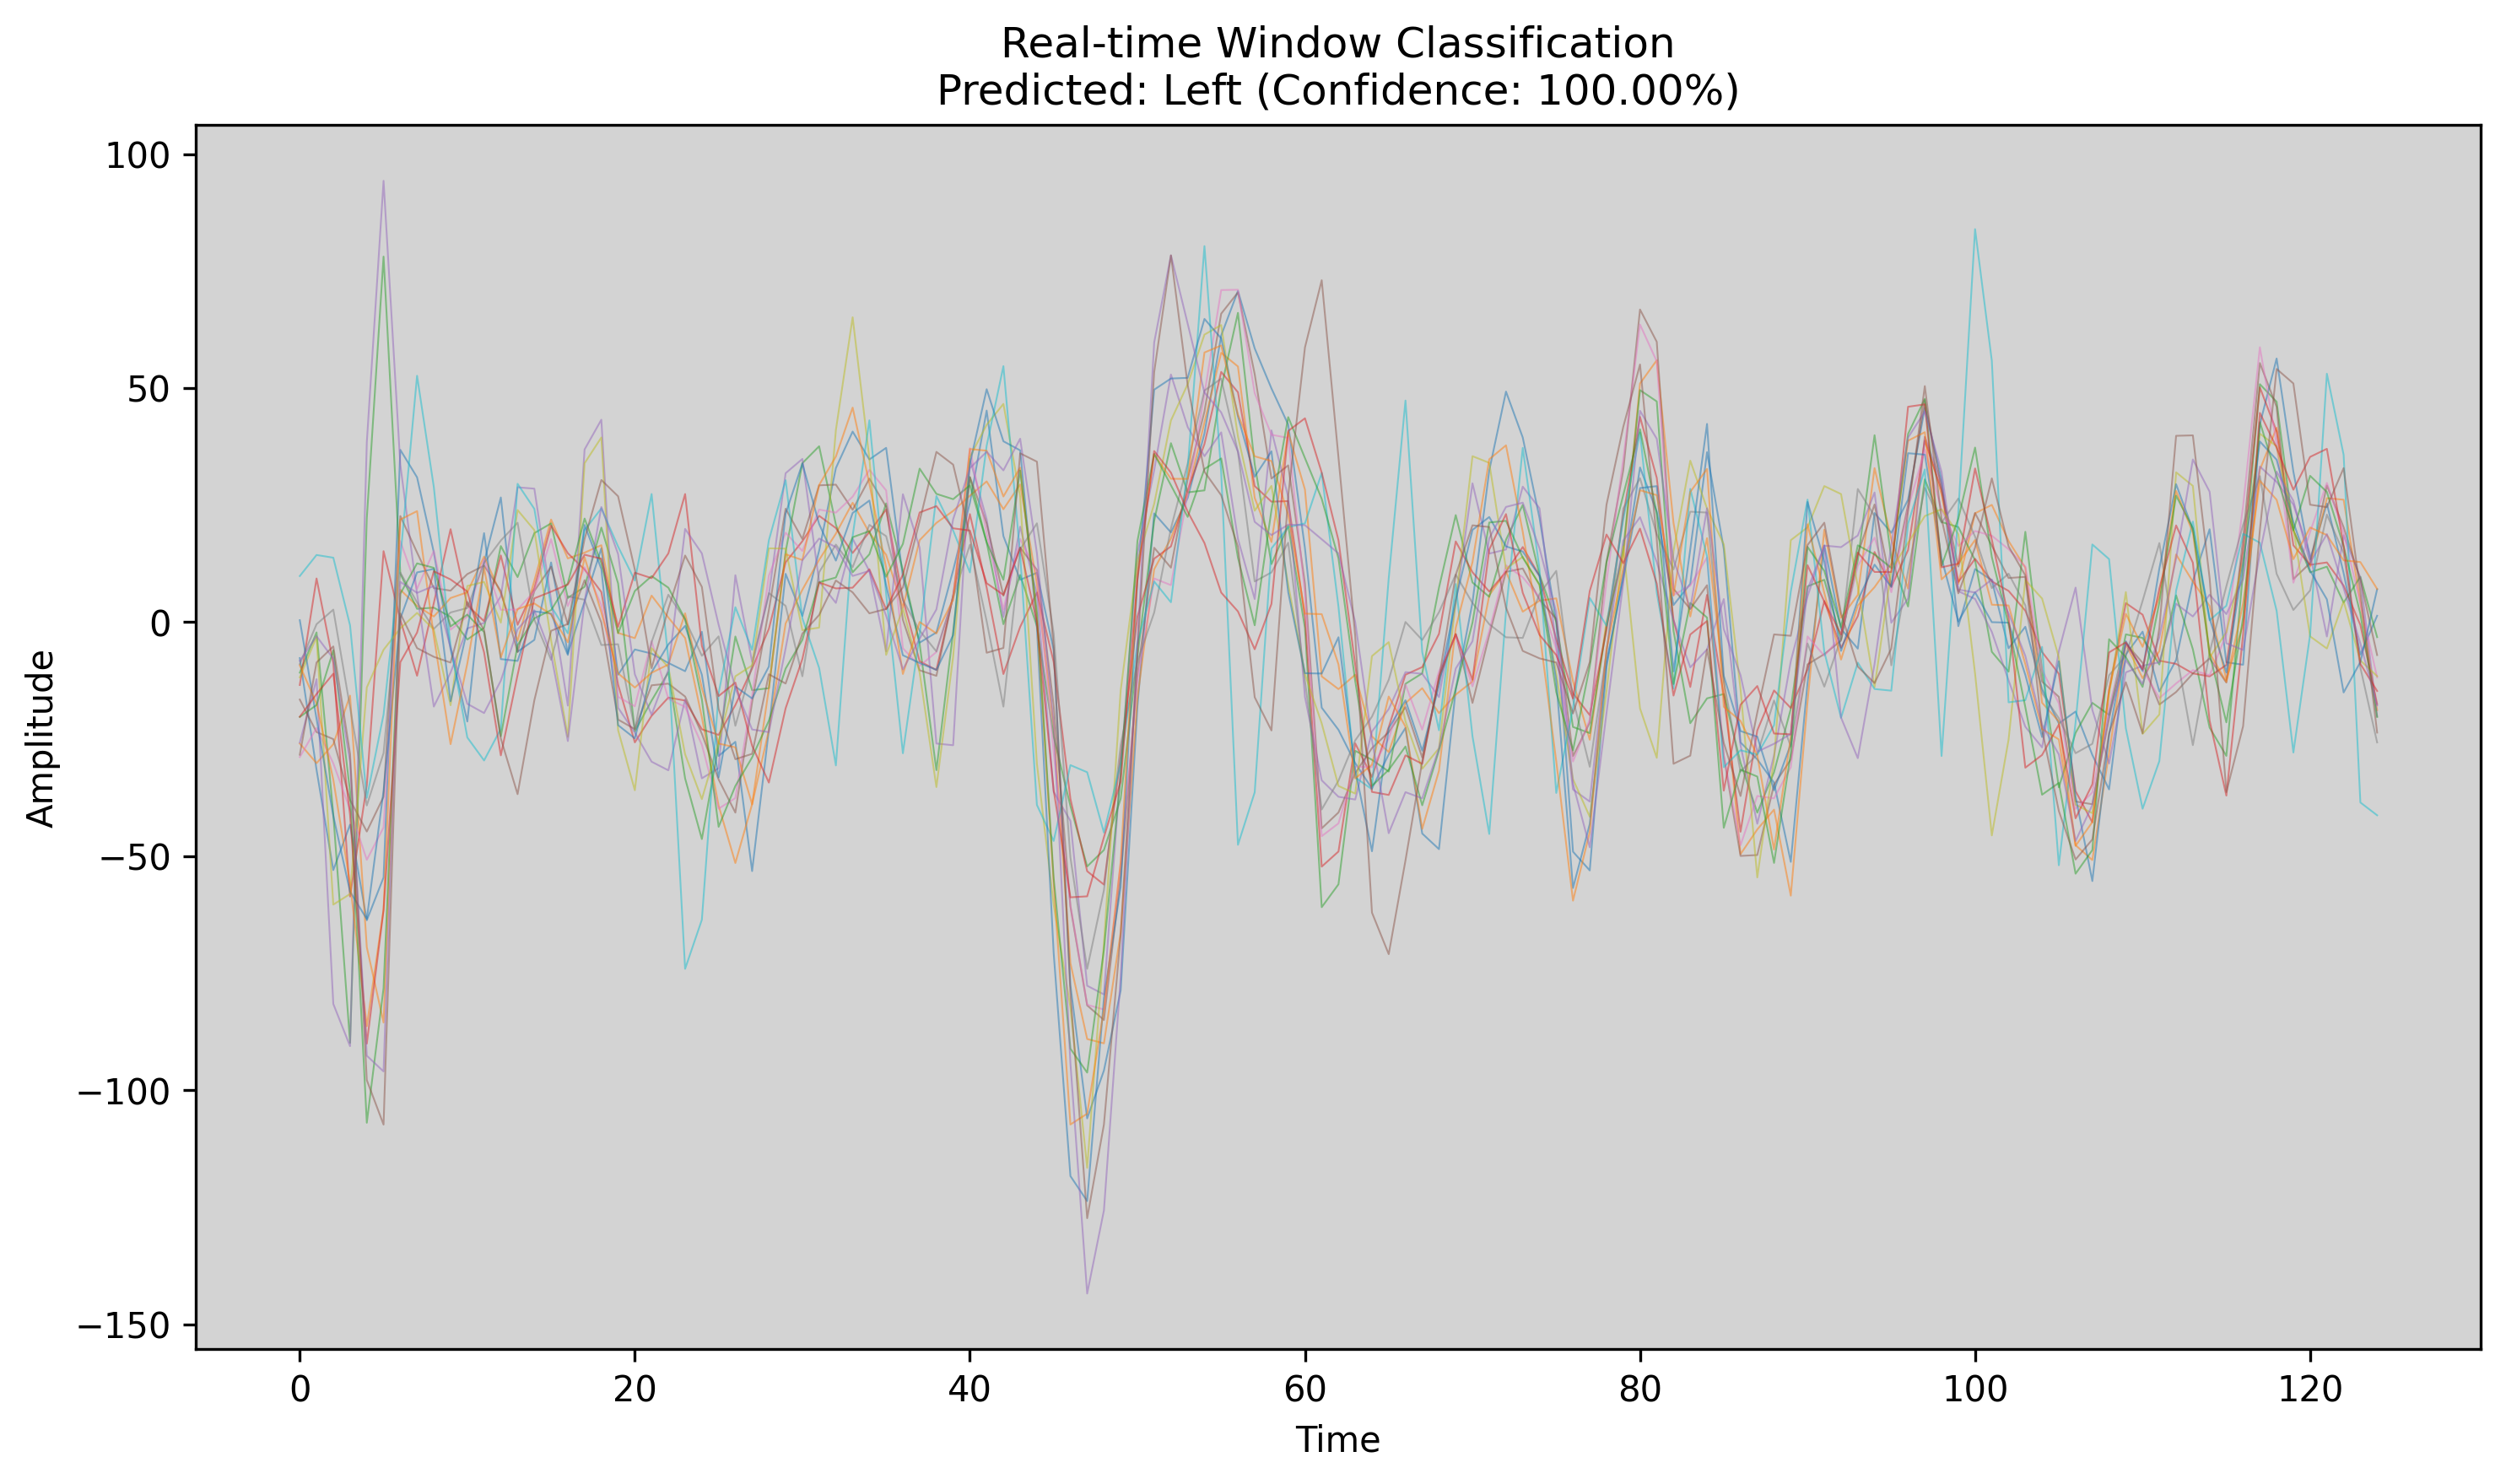 Real-time Window Classification
Predicted: Left (Confidence: 100.00%)
100
50
0
−50
−100
−150
Amplitude
0 20 40 60 80 100 120
Time